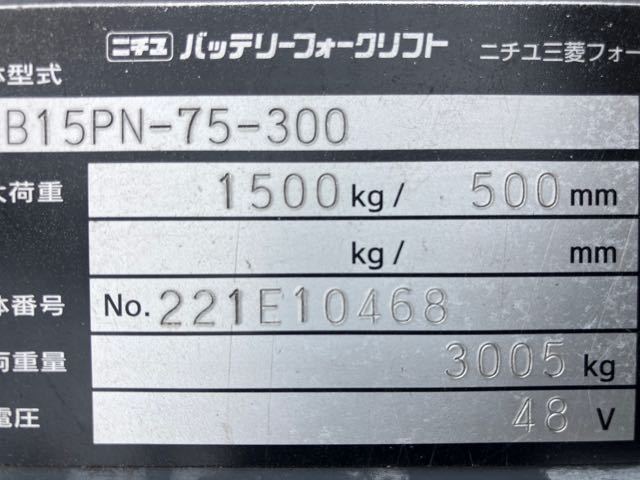 ニチユ バッテリーフォークリフト ニチユ三菱フォー
体型式
B15PN-75-300
大荷重 1500 kg / 500 mm
kg / mm
体番号 No. 221E10468
両重量 3005 kg
電圧 48 V